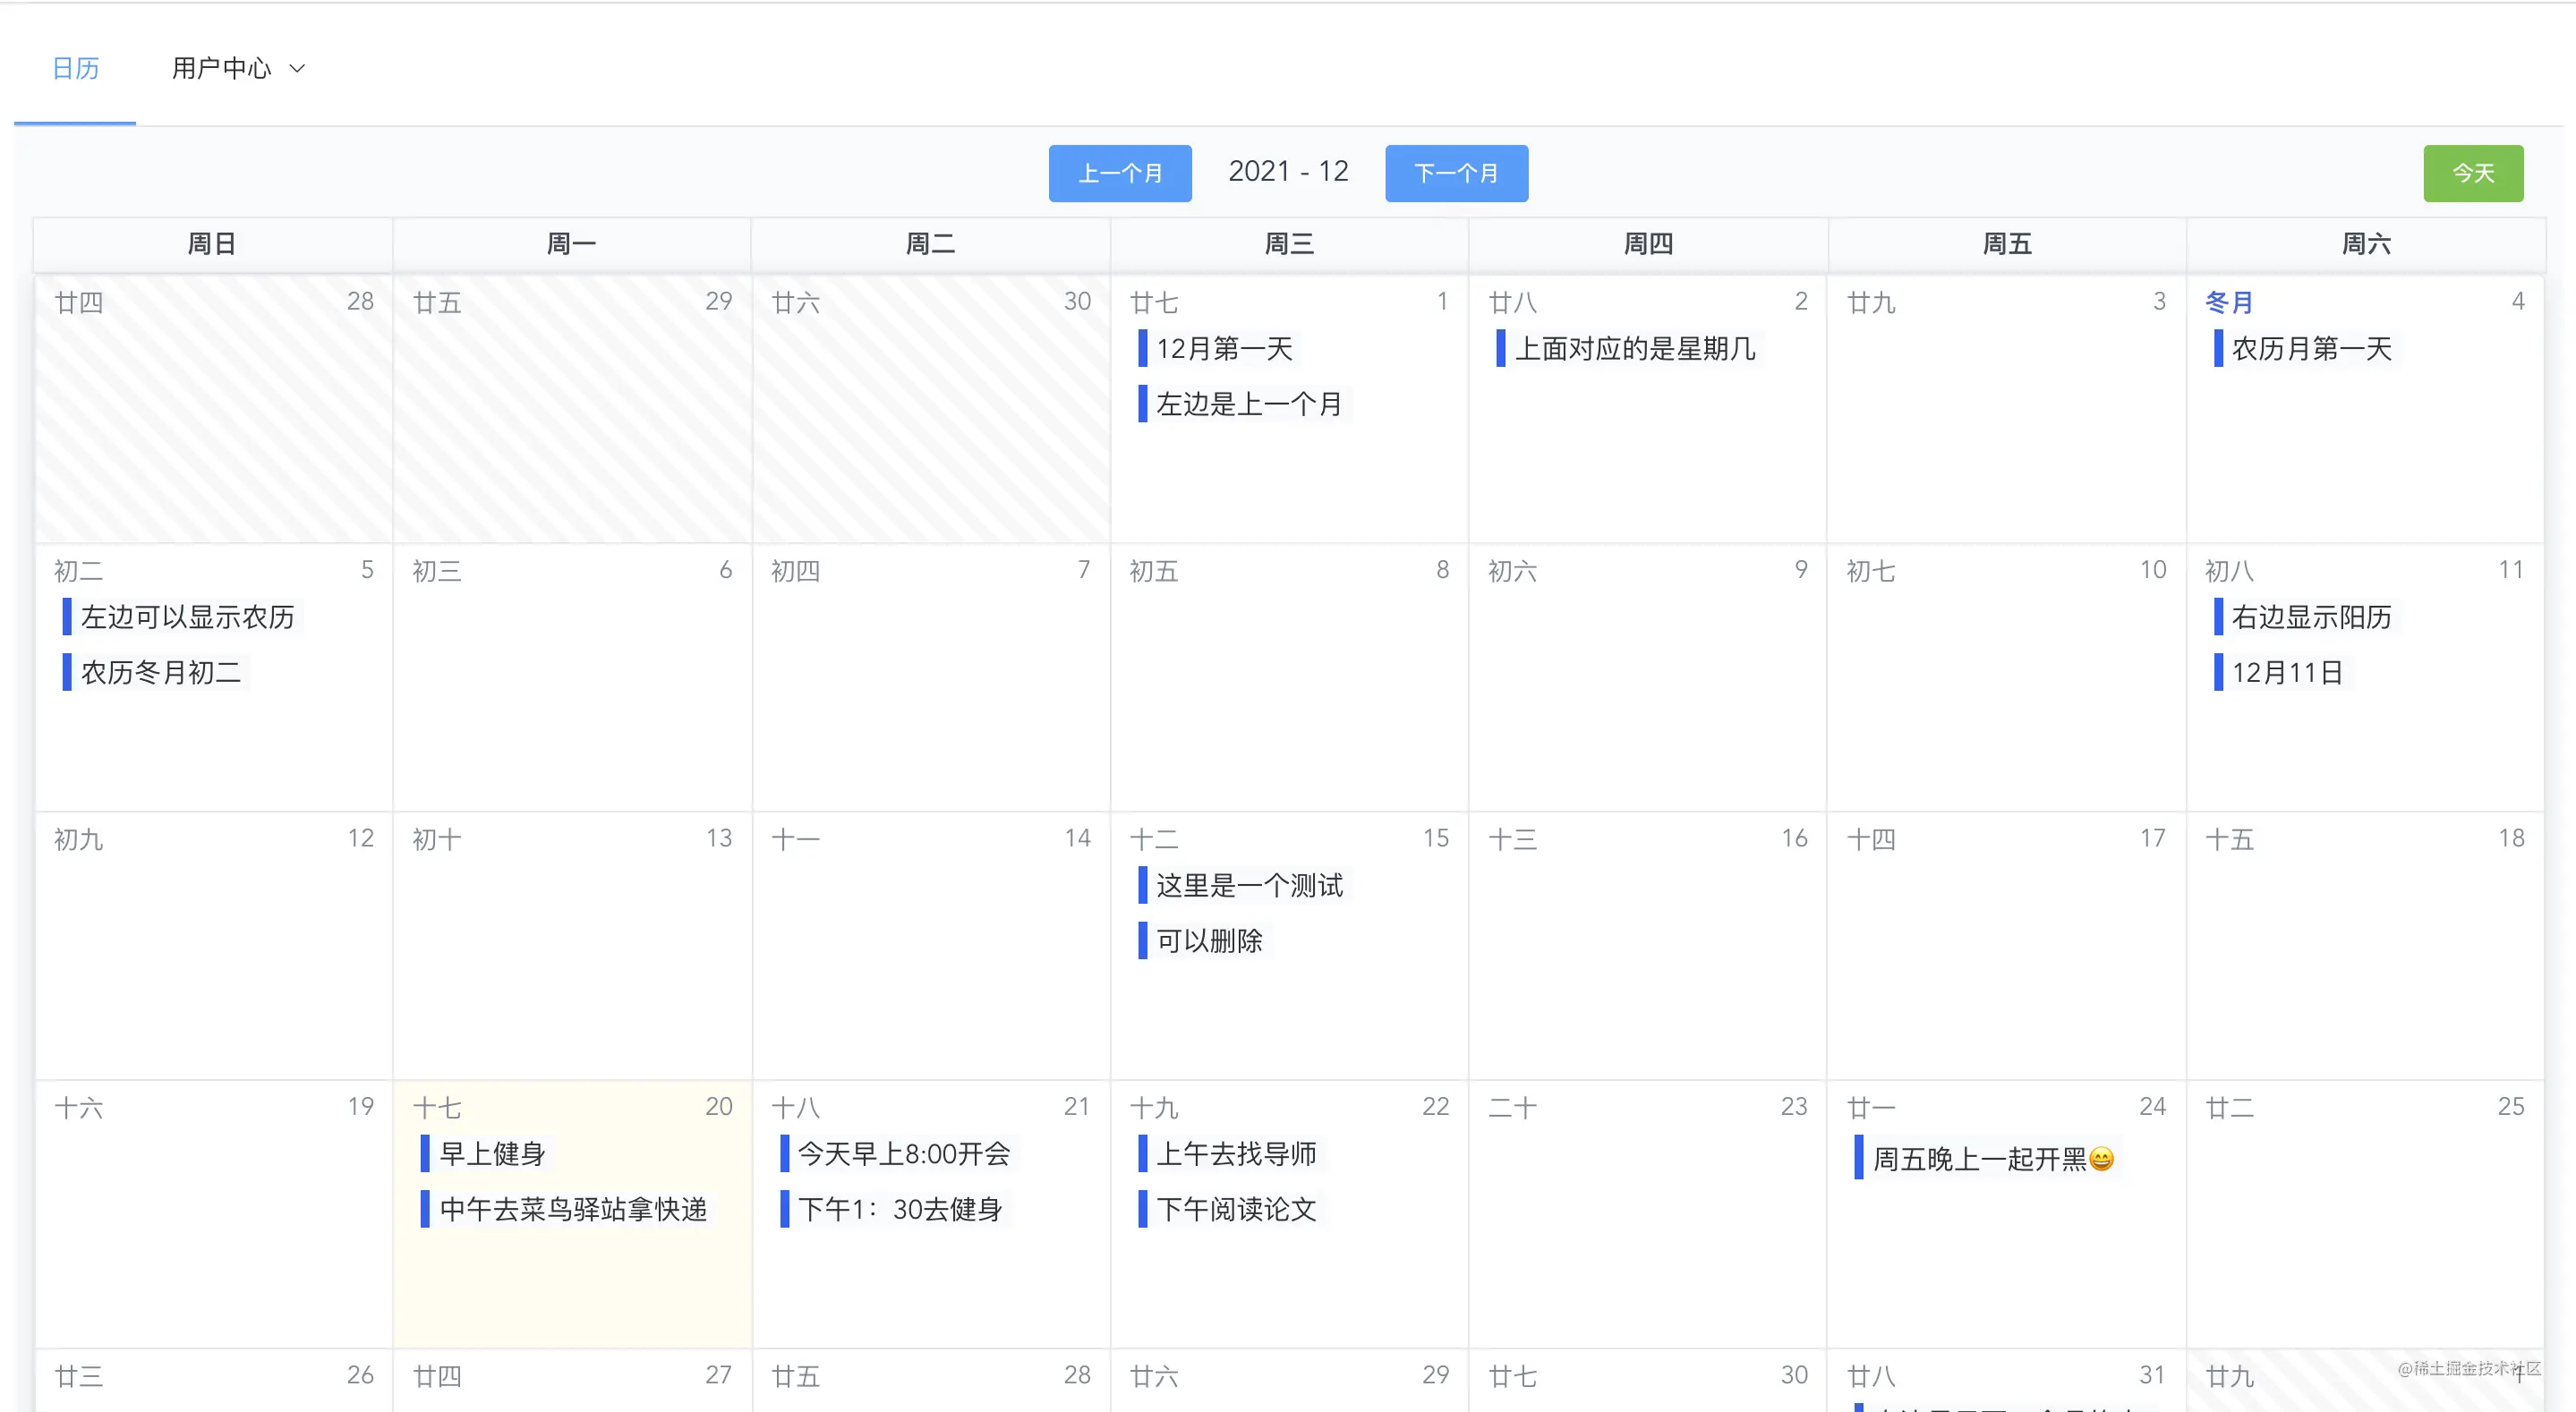 日历 用户中心
上一个月 2021 - 12 下一个月 今天
周日 周一 周二 周三 周四 周五 周六
廿四 28 廿五 29 廿六 30 廿七 1 廿八 2 廿九 3 冬月 4
12月第一天 上面对应的是星期几 农历月第一天
左边是上一个月
初二 5 初三 6 初四 7 初五 8 初六 9 初七 10 初八 11
左边可以显示农历 右边显示阳历
农历冬月初二 12月11日
初九 12 初十 13 十一 14 十二 15 十三 16 十四 17 十五 18
这里是一个测试
可以删除
十六 19 十七 20 十八 21 十九 22 二十 23 廿一 24 廿二 25
早上健身 今天早上8:00开会 上午去找导师 周五晚上一起开黑😄
中午去菜鸟驿站拿快递 下午1：30去健身 下午阅读论文
廿三 26 廿四 27 廿五 28 廿六 29 廿七 30 廿八 31 廿九 1
@稀土掘金技术社区